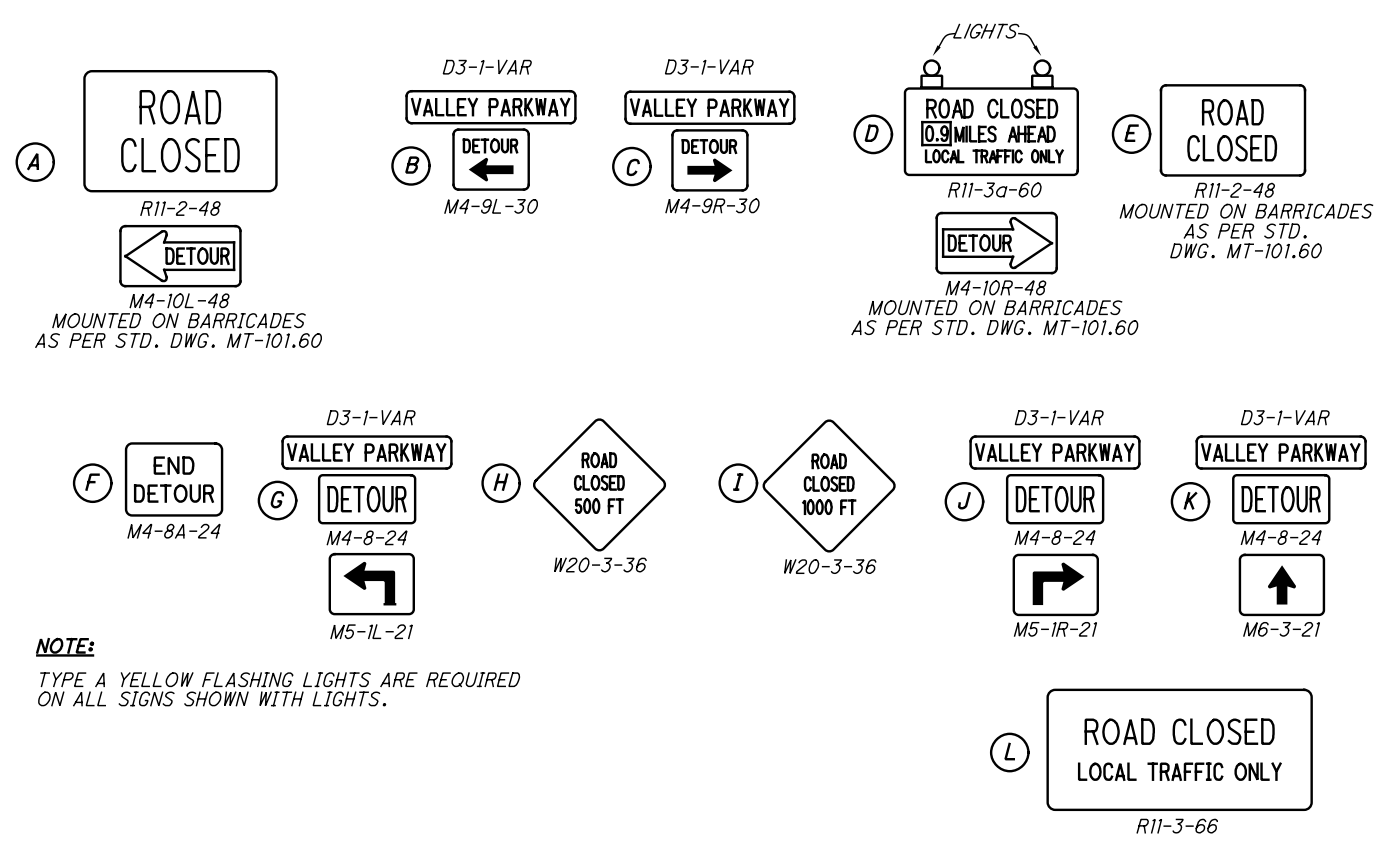 A
ROAD
CLOSED
R11-2-48
DETOUR
M4-10L-48
MOUNTED ON BARRICADES
AS PER STD. DWG. MT-101.60
D3-1-VAR
VALLEY PARKWAY
B
DETOUR
M4-9L-30
D3-1-VAR
VALLEY PARKWAY
C
DETOUR
M4-9R-30
LIGHTS
D
ROAD CLOSED
0.9 MILES AHEAD
LOCAL TRAFFIC ONLY
R11-3a-60
DETOUR
M4-10R-48
MOUNTED ON BARRICADES
AS PER STD. DWG. MT-101.60
E
ROAD
CLOSED
R11-2-48
MOUNTED ON BARRICADES
AS PER STD.
DWG. MT-101.60
F
END
DETOUR
M4-8A-24
D3-1-VAR
VALLEY PARKWAY
G
DETOUR
M4-8-24
M5-1L-21
H
ROAD
CLOSED
500 FT
W20-3-36
I
ROAD
CLOSED
1000 FT
W20-3-36
D3-1-VAR
VALLEY PARKWAY
J
DETOUR
M4-8-24
M5-1R-21
D3-1-VAR
VALLEY PARKWAY
K
DETOUR
M4-8-24
M6-3-21
NOTE:
TYPE A YELLOW FLASHING LIGHTS ARE REQUIRED
ON ALL SIGNS SHOWN WITH LIGHTS.
L
ROAD CLOSED
LOCAL TRAFFIC ONLY
R11-3-66